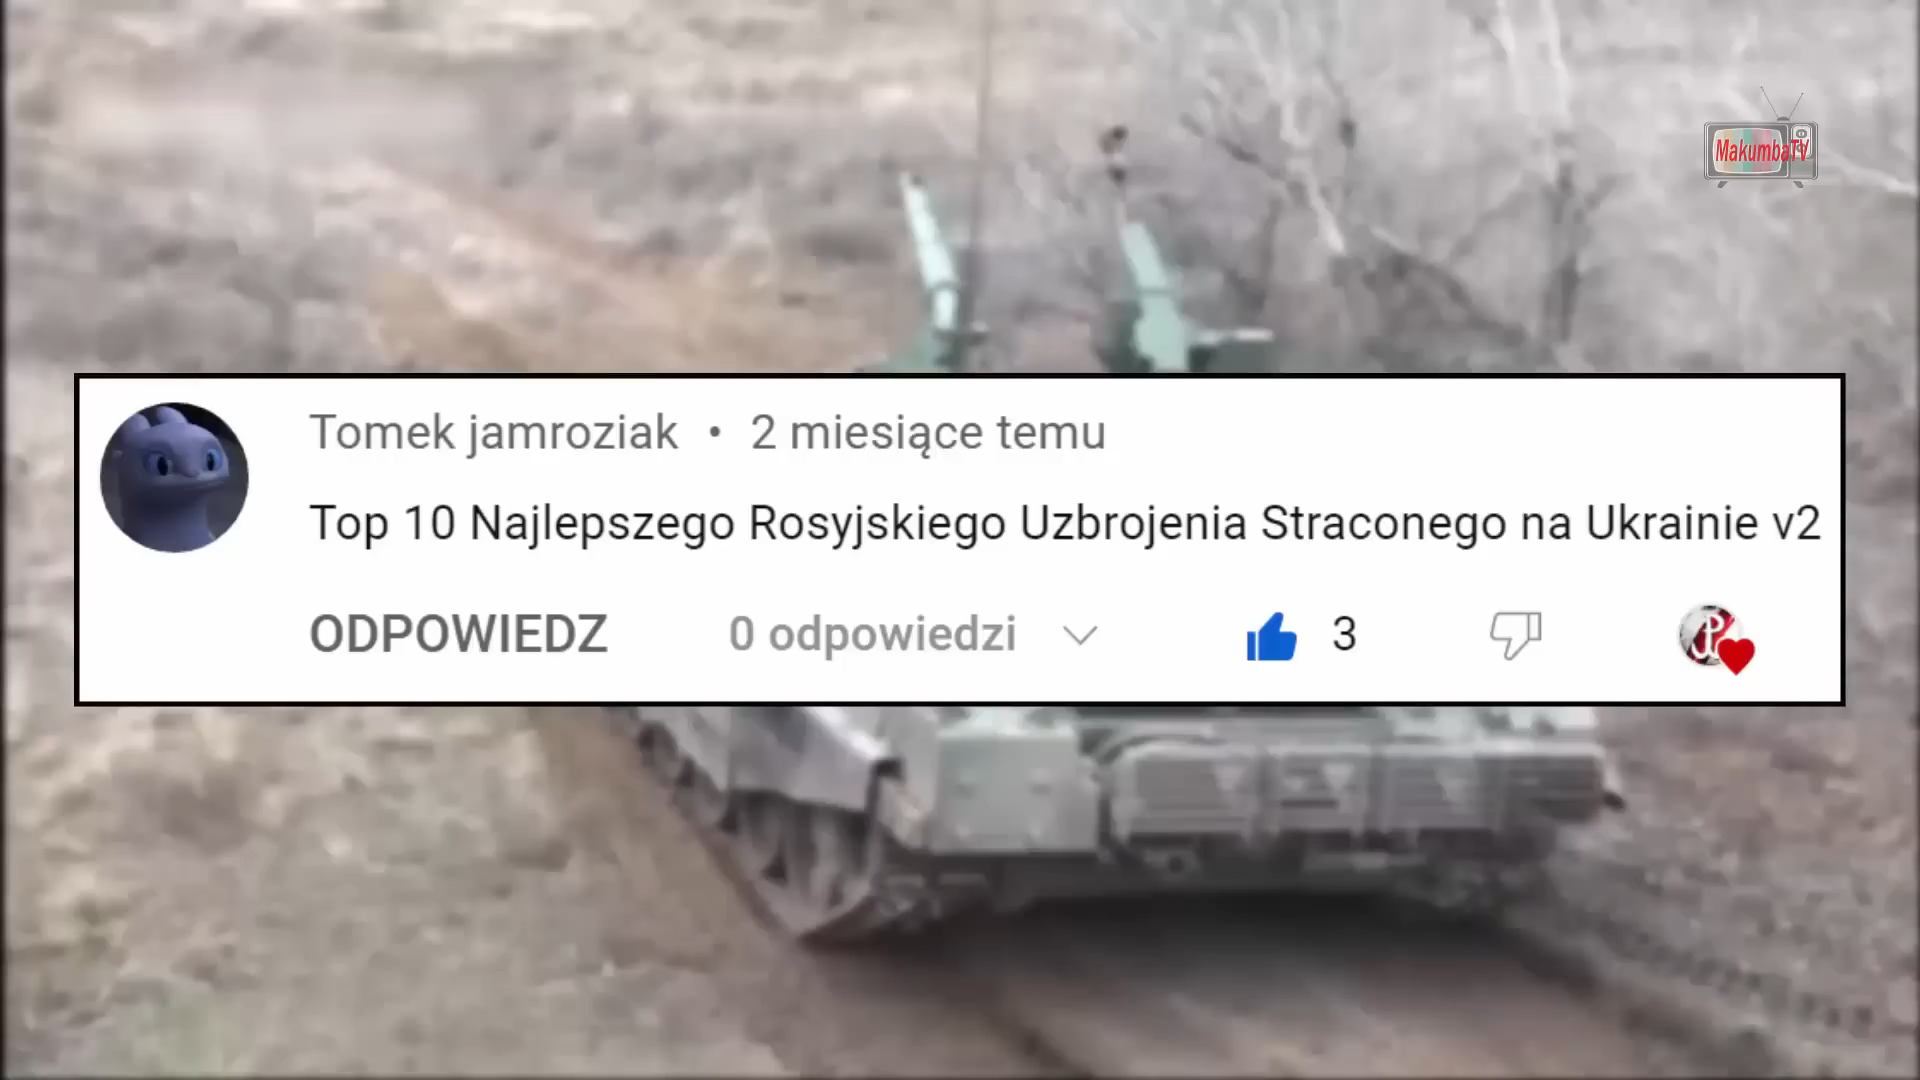 MakumbaTV
Tomek jamroziak • 2 miesiące temu
Top 10 Najlepszego Rosyjskiego Uzbrojenia Straconego na Ukrainie v2
ODPOWIEDZ 0 odpowiedzi 3